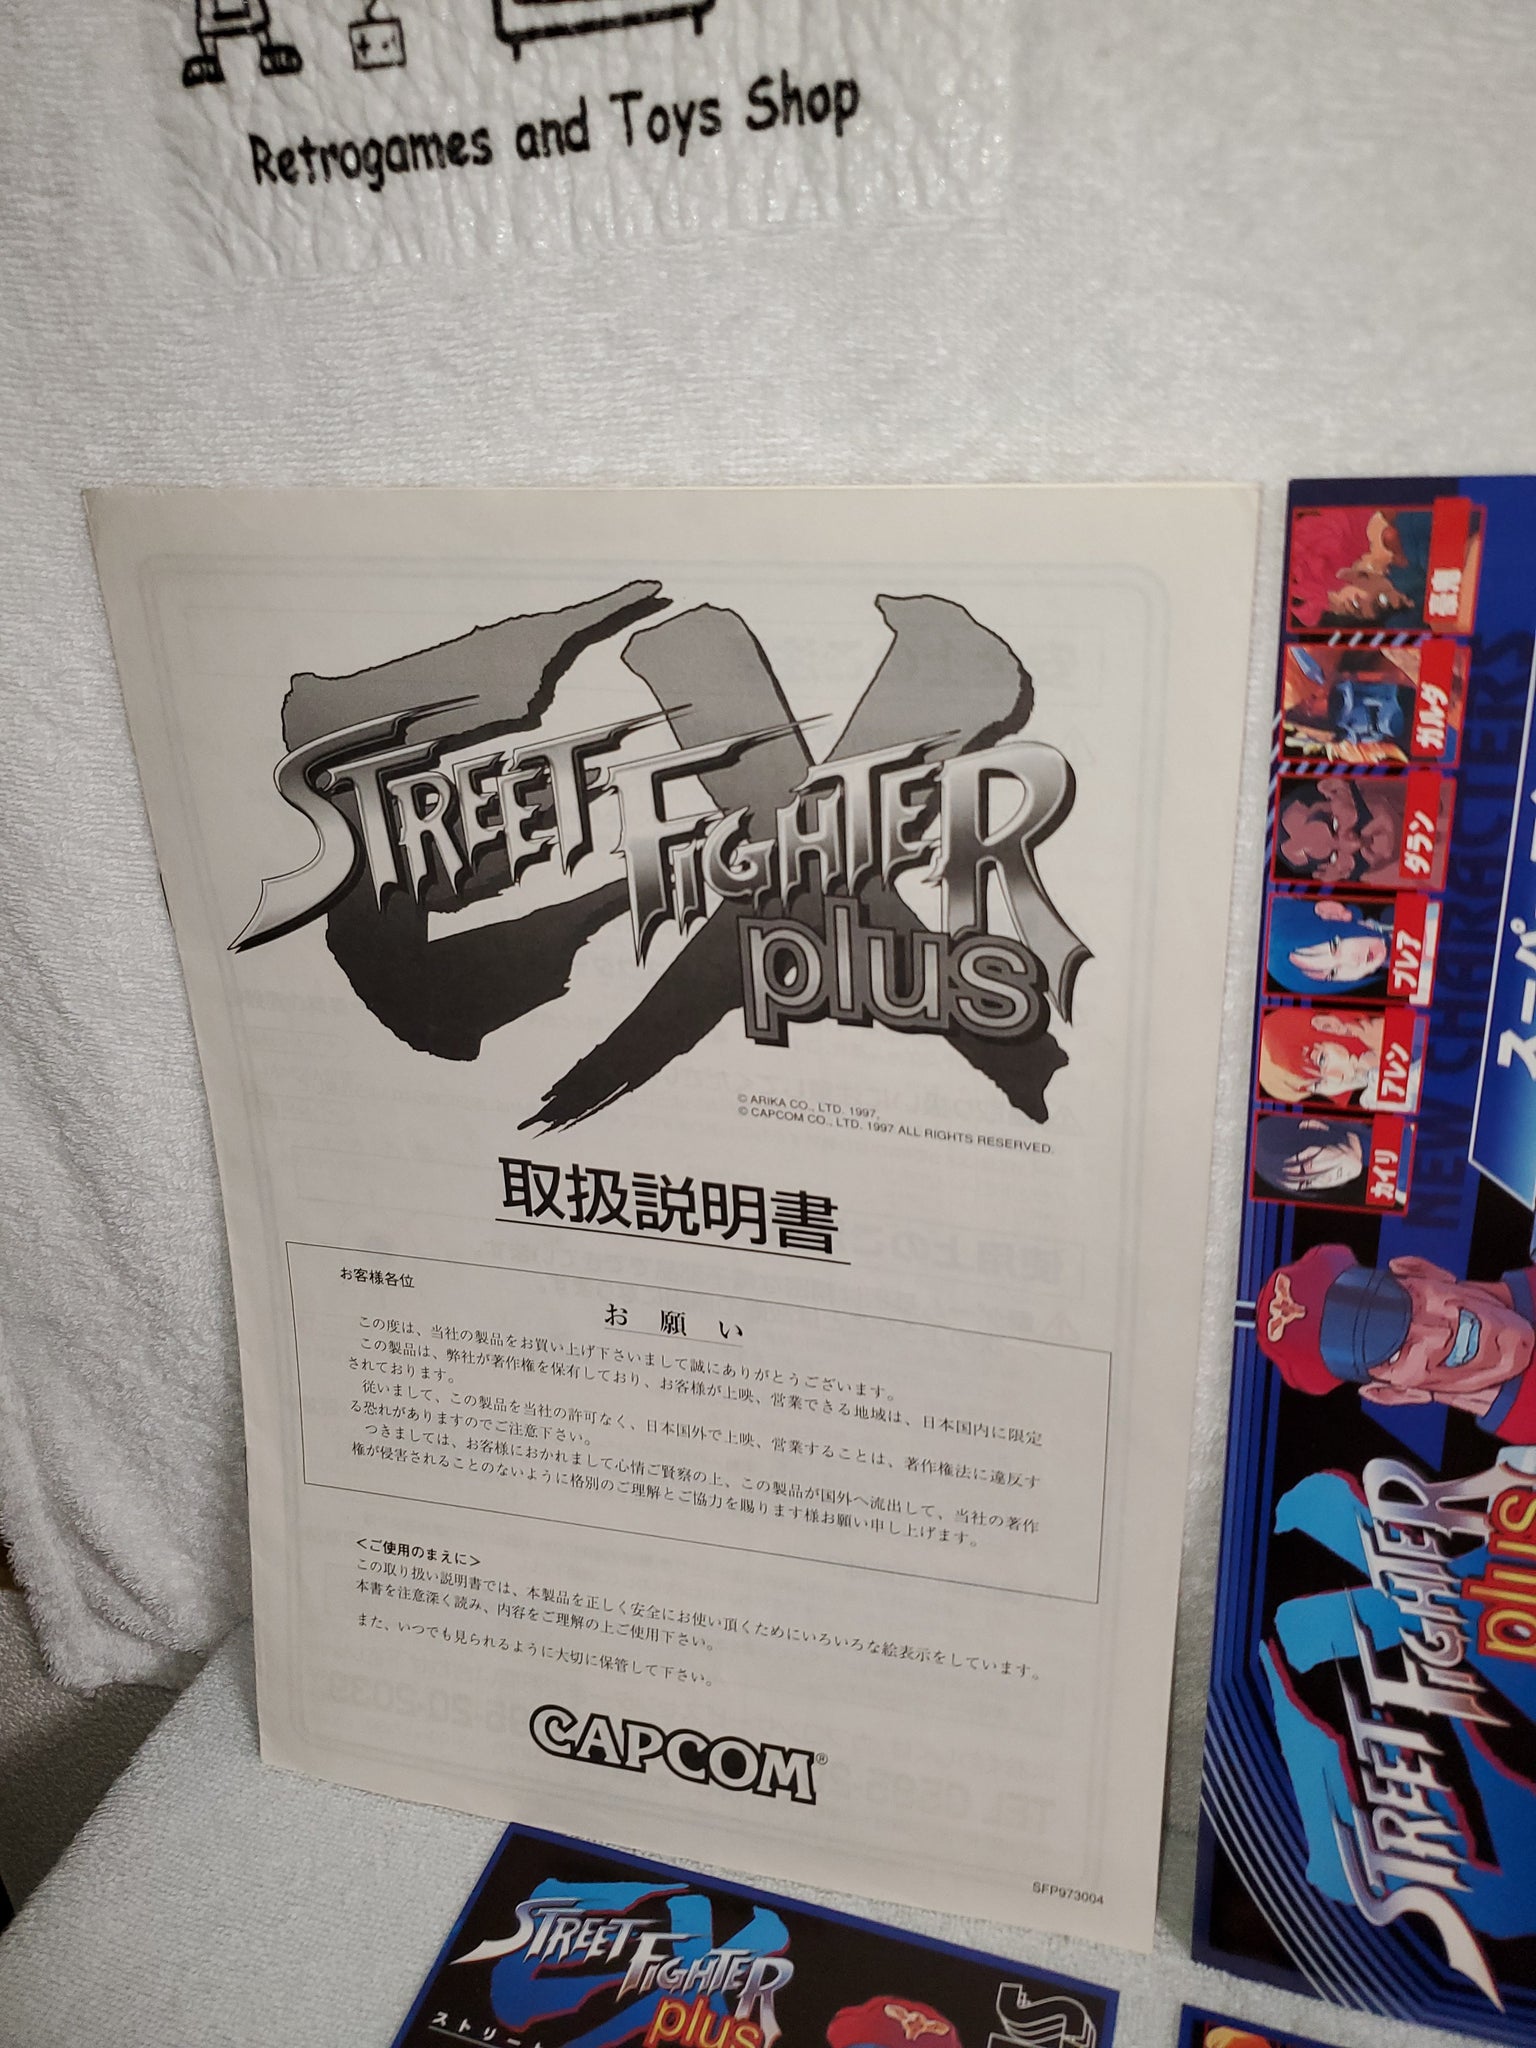 Retrogames and Toys Shop
STREET FIGHTER
EX
plus
© ARIKA CO., LTD. 1997,
© CAPCOM CO., LTD. 1997 ALL RIGHTS RESERVED.
取扱説明書
お客様各位
お願い
この度は、当社の製品をお買い上げ下さいまして誠にありがとうございます。
この製品は、弊社が著作権を保有しており、お客様が上映、営業できる地域は、日本国内に限定
されております。
従いまして、この製品を当社の許可なく、日本国外で上映、営業することは、著作権法に違反す
る恐れがありますのでご注意下さい。
つきましては、お客様におかれまして心情ご賢察の上、この製品が国外へ流出して、当社の著作
権が侵害されることのないように格別のご理解とご協力を賜ります様お願い申し上げます。
<ご使用のまえに>
この取り扱い説明書では、本製品を正しく安全にお使い頂くためにいろいろな絵表示をしています。
本書を注意深く読み、内容をご理解の上ご使用下さい。
また、いつでも見られるように大切に保管して下さい。
CAPCOM®
SFP973004
豪鬼
ガルダ
ダラン
ブレア
アレン
カイリ
NEW CHARACTERS
スーパ
STREET FIGHTER
EX
plus
STREET FIGHTER
EX
plus
ストリー